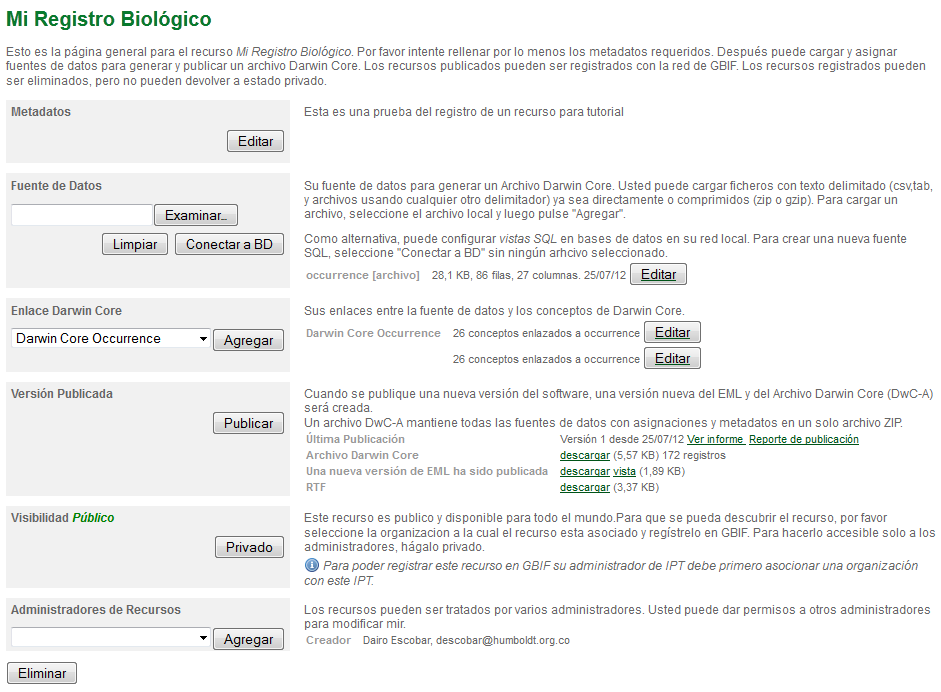 Mi Registro Biológico
Esto es la página general para el recurso Mi Registro Biológico. Por favor intente rellenar por lo menos los metadatos requeridos. Después puede cargar y asignar
fuentes de datos para generar y publicar un archivo Darwin Core. Los recursos publicados pueden ser registrados con la red de GBIF. Los recursos registrados pueden
ser eliminados, pero no pueden devolver a estado privado.
Metadatos
Editar
Esta es una prueba del registro de un recurso para tutorial
Fuente de Datos
Examinar...
Limpiar Conectar a BD
Su fuente de datos para generar un Archivo Darwin Core. Usted puede cargar ficheros con texto delimitado (csv,tab,
y archivos usando cualquier otro delimitador) ya sea directamente o comprimidos (zip o gzip). Para cargar un
archivo, seleccione el archivo local y luego pulse "Agregar".
Como alternativa, puede configurar vistas SQL en bases de datos en su red local. Para crear una nueva fuente
SQL, seleccione "Conectar a BD" sin ningún arhcivo seleccionado.
occurrence [archivo] 28,1 KB, 86 filas, 27 columnas. 25/07/12 Editar
Enlace Darwin Core
Darwin Core Occurrence Agregar
Sus enlaces entre la fuente de datos y los conceptos de Darwin Core.
Darwin Core Occurrence 26 conceptos enlazados a occurrence Editar
26 conceptos enlazados a occurrence Editar
Versión Publicada
Publicar
Cuando se publique una nueva versión del software, una versión nueva del EML y del Archivo Darwin Core (DwC-A)
será creada.
Un archivo DwC-A mantiene todas las fuentes de datos con asignaciones y metadatos en un solo archivo ZIP.
Última Publicación Versión 1 desde 25/07/12 Ver informe Reporte de publicación
Archivo Darwin Core descargar (5,57 KB) 172 registros
Una nueva versión de EML ha sido publicada descargar vista (1,89 KB)
RTF descargar (3,37 KB)
Visibilidad Público
Privado
Este recurso es publico y disponible para todo el mundo.Para que se pueda descubrir el recurso, por favor
seleccione la organizacion a la cual el recurso esta asociado y regístrelo en GBIF. Para hacerlo accesible solo a los
administradores, hágalo privado.
Para poder registrar este recurso en GBIF su administrador de IPT debe primero asocionar una organización
con este IPT.
Administradores de Recursos
Agregar
Los recursos pueden ser tratados por varios administradores. Usted puede dar permisos a otros administradores
para modificar mir.
Creador Dairo Escobar, descobar@humboldt.org.co
Eliminar